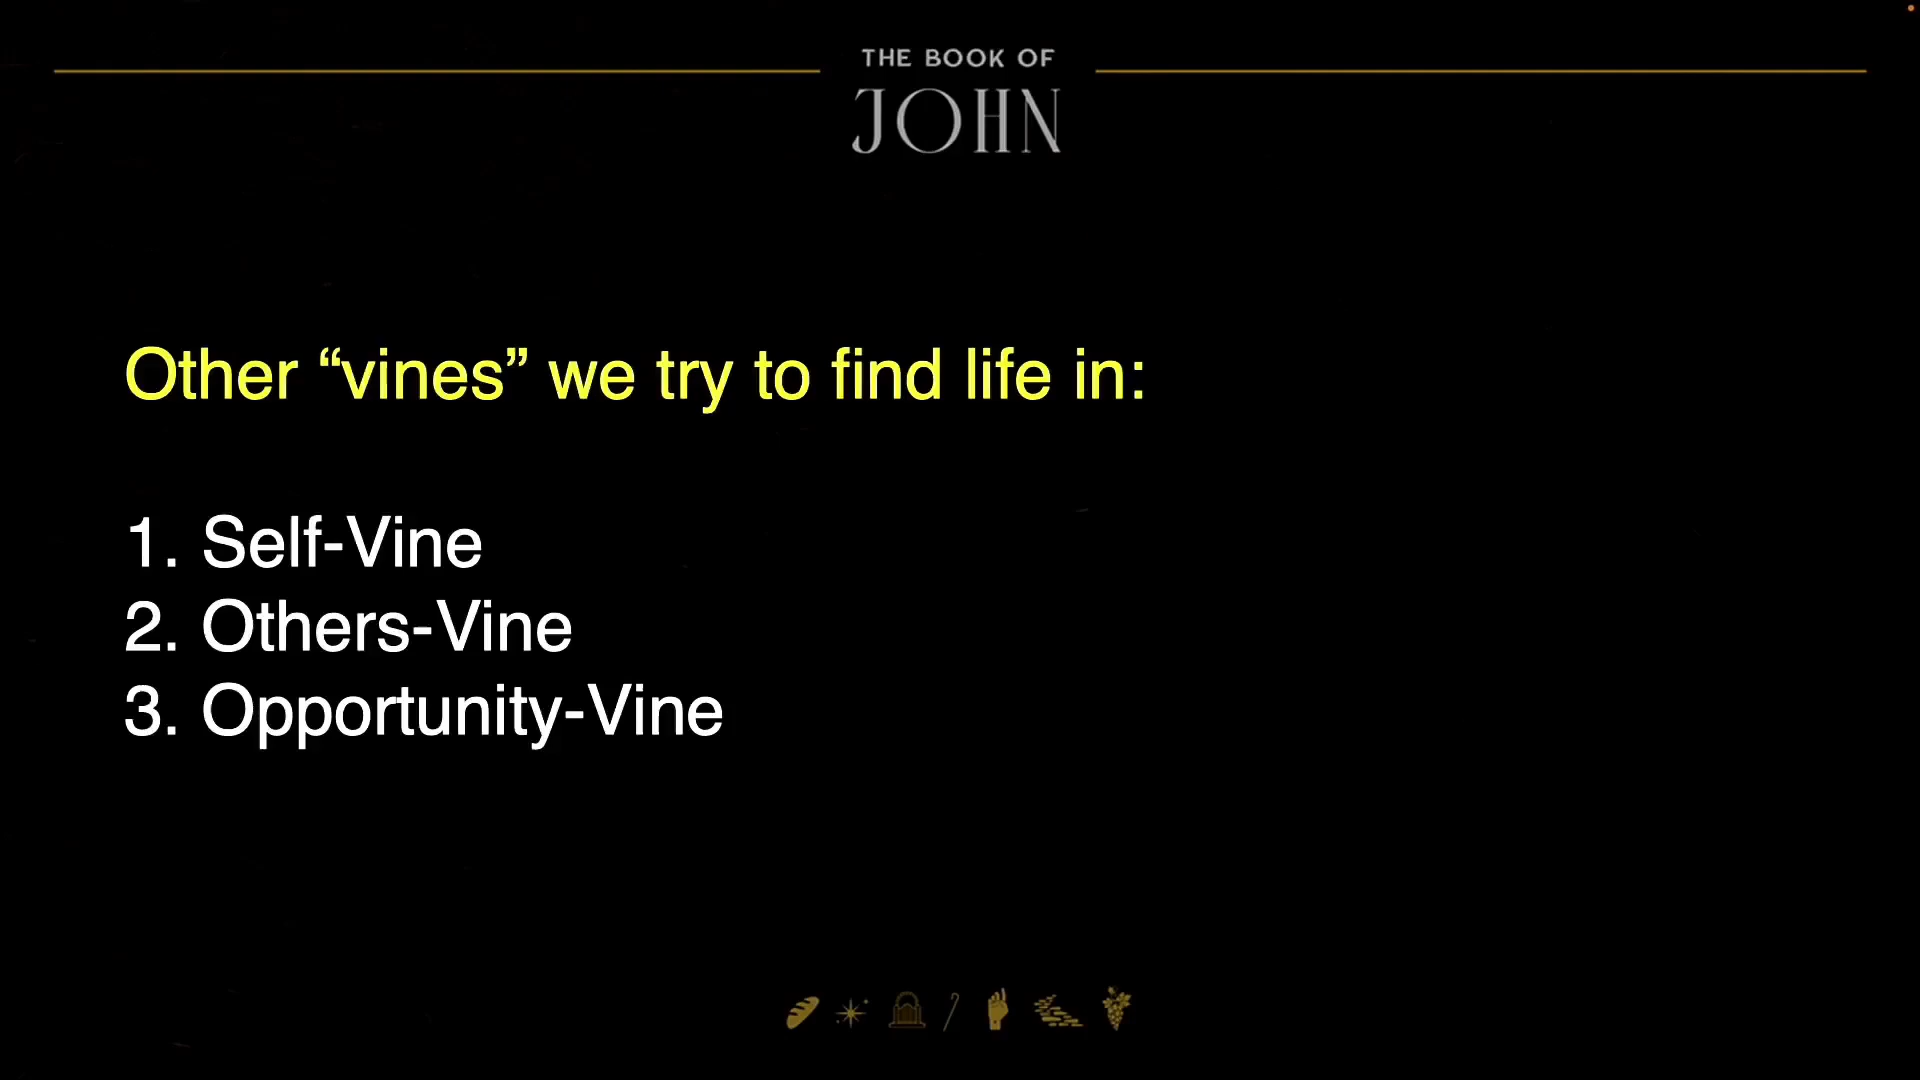 THE BOOK OF
JOHN
Other “vines” we try to find life in:
1. Self-Vine
2. Others-Vine
3. Opportunity-Vine